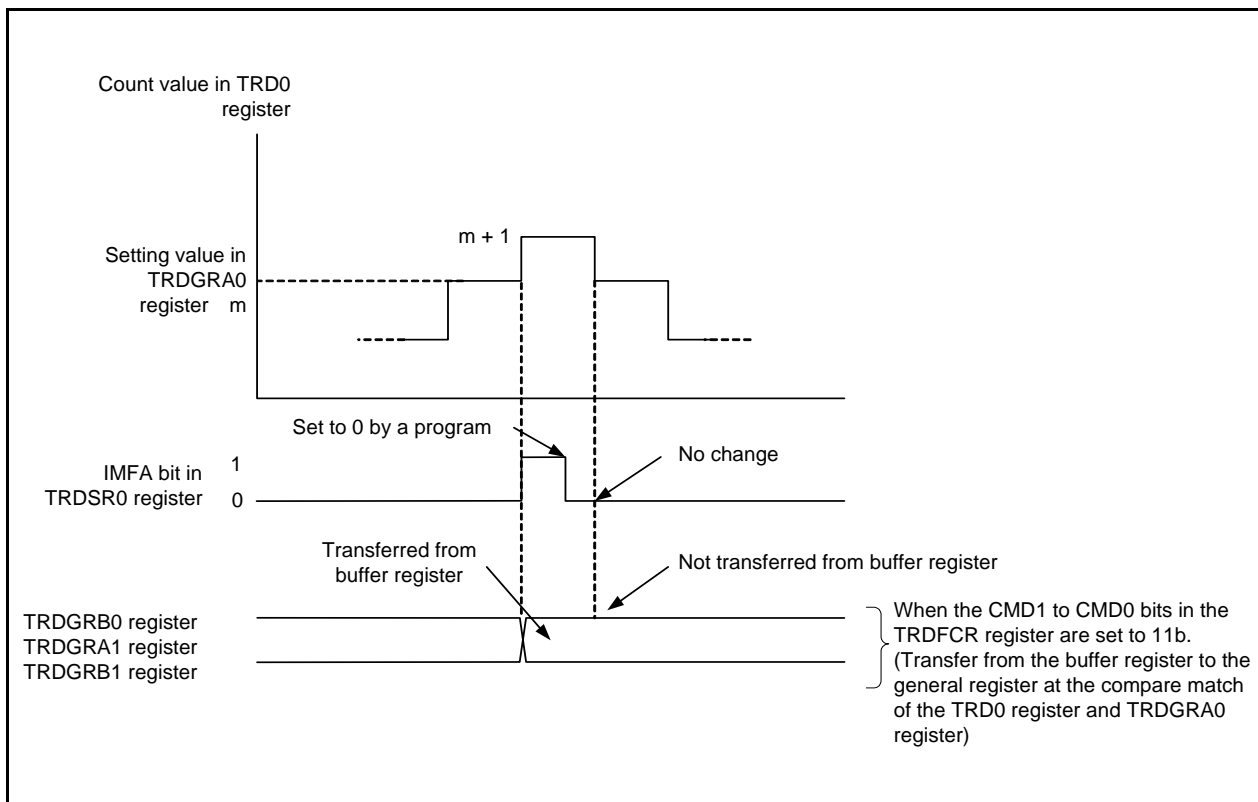 Count value in TRD0
register
m + 1
Setting value in
TRDGRA0
register m
Set to 0 by a program
No change
IMFA bit in
TRDSR0 register
1
0
Transferred from
buffer register
Not transferred from buffer register
TRDGRB0 register
TRDGRA1 register
TRDGRB1 register
When the CMD1 to CMD0 bits in the
TRDFCR register are set to 11b.
(Transfer from the buffer register to the
general register at the compare match
of the TRD0 register and TRDGRA0
register)